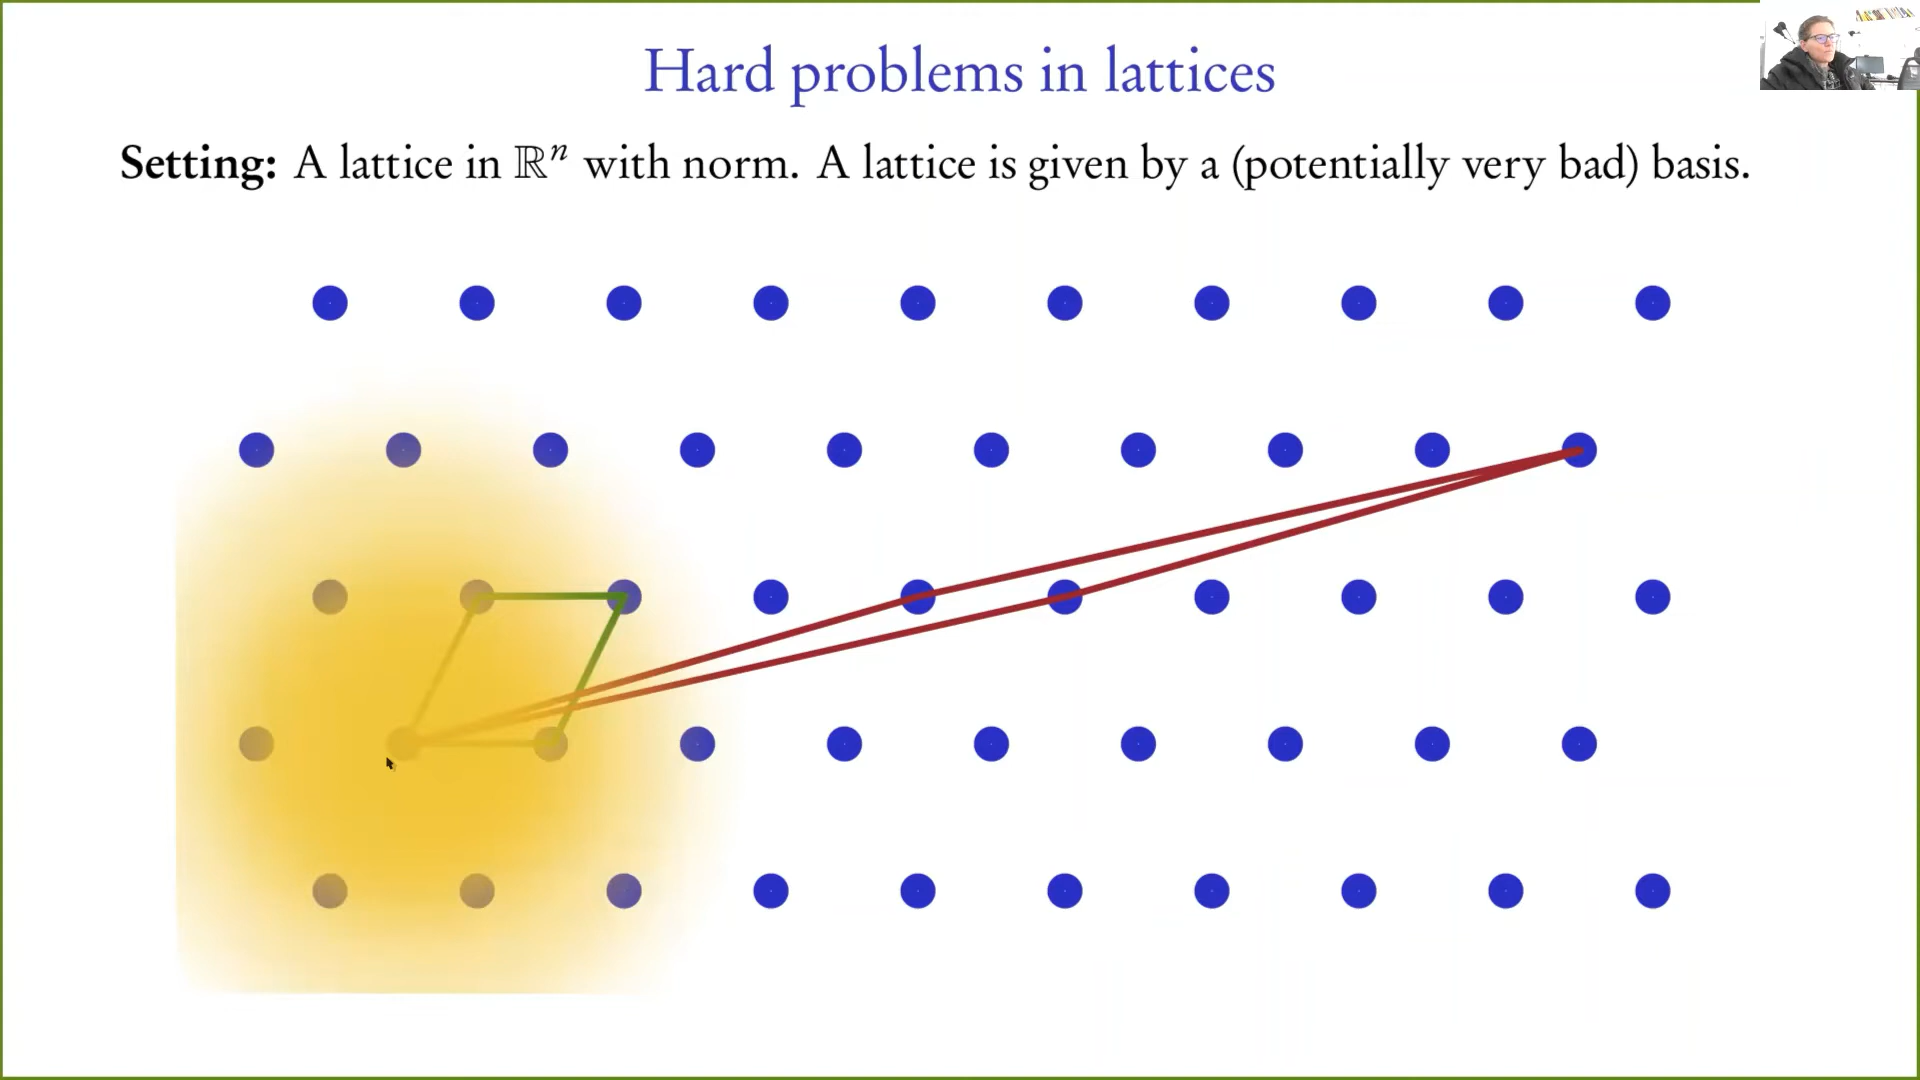 Hard problems in lattices
Setting: A lattice in ℝⁿ with norm. A lattice is given by a (potentially very bad) basis.